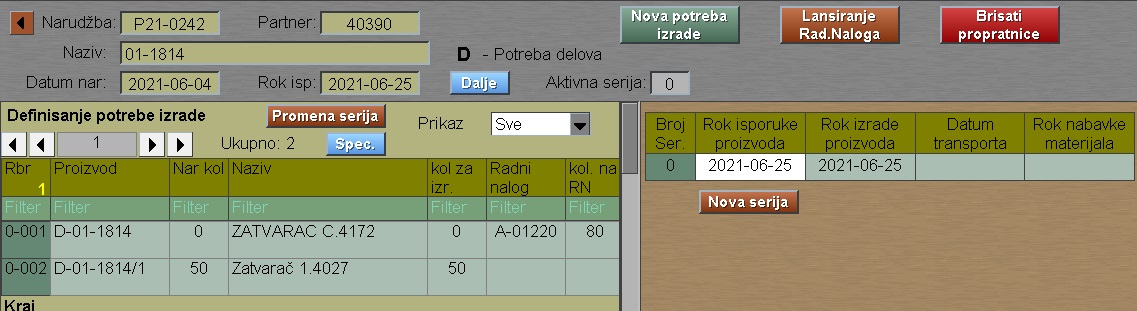 Narudžba: P21-0242 Partner: 40390 Nova potreba izrade Lansiranje Rad.Naloga Brisati propratnice
Naziv: 01-1814 D - Potreba delova
Datum nar: 2021-06-04 Rok isp: 2021-06-25 Dalje Aktivna serija: 0
Definisanje potrebe izrade Promena serija Prikaz Sve
1 Ukupno: 2 Spec.
Rbr 1 Proizvod Nar kol Naziv kol za izr. Radni nalog kol. na RN
Filter Filter Filter Filter Filter Filter Filter
0-001 D-01-1814 0 ZATVARAC C.4172 0 A-01220 80
0-002 D-01-1814/1 50 Zatvarač 1.4027 50
Kraj
Broj Ser. Rok isporuke proizvoda Rok izrade proizvoda Datum transporta Rok nabavke materijala
0 2021-06-25 2021-06-25
Nova serija